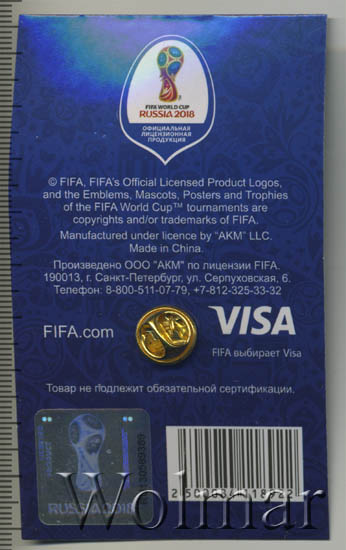 FIFA WORLD CUP
RUSSIA 2018
ОФИЦИАЛЬНАЯ
ЛИЦЕНЗИОННАЯ
ПРОДУКЦИЯ
© FIFA, FIFA's Official Licensed Product Logos,
and the Emblems, Mascots, Posters and Trophies
of the FIFA World Cup™ tournaments are
copyrights and/or trademarks of FIFA.
Manufactured under licence by "AKM" LLC.
Made in China.
Произведено ООО "АКМ" по лицензии FIFA.
190013, г. Санкт-Петербург, ул. Серпуховская, 6.
Телефон: 8-800-511-07-79, +7-812-325-33-32
FIFA.com
VISA
FIFA выбирает Visa
Товар не подлежит обязательной сертификации.
RUSSIA 2018
Wolmar